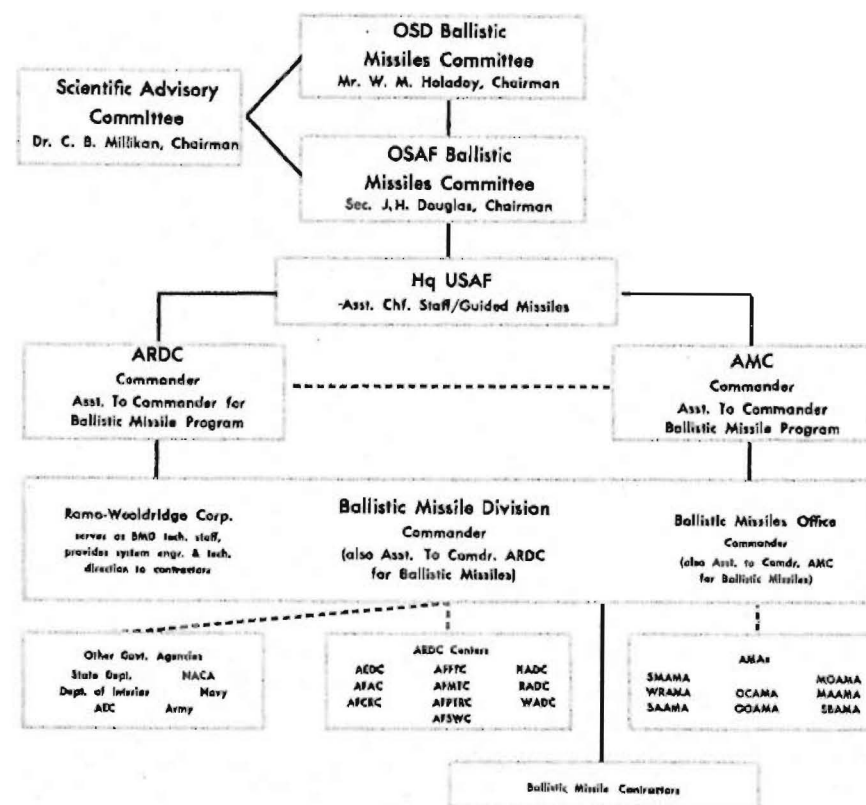 OSD Ballistic
Missiles Committee
Mr. W. M. Holaday, Chairman
Scientific Advisory
Committee
Dr. C. B. Millikan, Chairman
OSAF Ballistic
Missiles Committee
Sec. J.H. Douglas, Chairman
Hq USAF
-Asst. Chf. Staff/Guided Missiles
ARDC
Commander
Asst. To Commander for
Ballistic Missile Program
AMC
Commander
Asst. To Commander
Ballistic Missile Program
Ramo-Wooldridge Corp.
serves as BMD tech. staff,
provides system engr. & tech.
direction to contractors
Ballistic Missile Division
Commander
(also Asst. To Comdr. ARDC
for Ballistic Missiles)
Ballistic Missiles Office
Commander
(also Asst. to Comdr. AMC
for Ballistic Missiles)
Other Govt. Agencies
State Dept. NACA
Dept. of Interior Navy
AEC Army
ARDC Centers
AEDC AFFTC HADC
AFAC AFMTC RADC
AFCRC AFPTRC WADC
AFSWC
AMAs
SMAMA MOAMA
WRAMA OCAMA MAAMA
SAAMA OOAMA SBAMA
Ballistic Missile Contractors